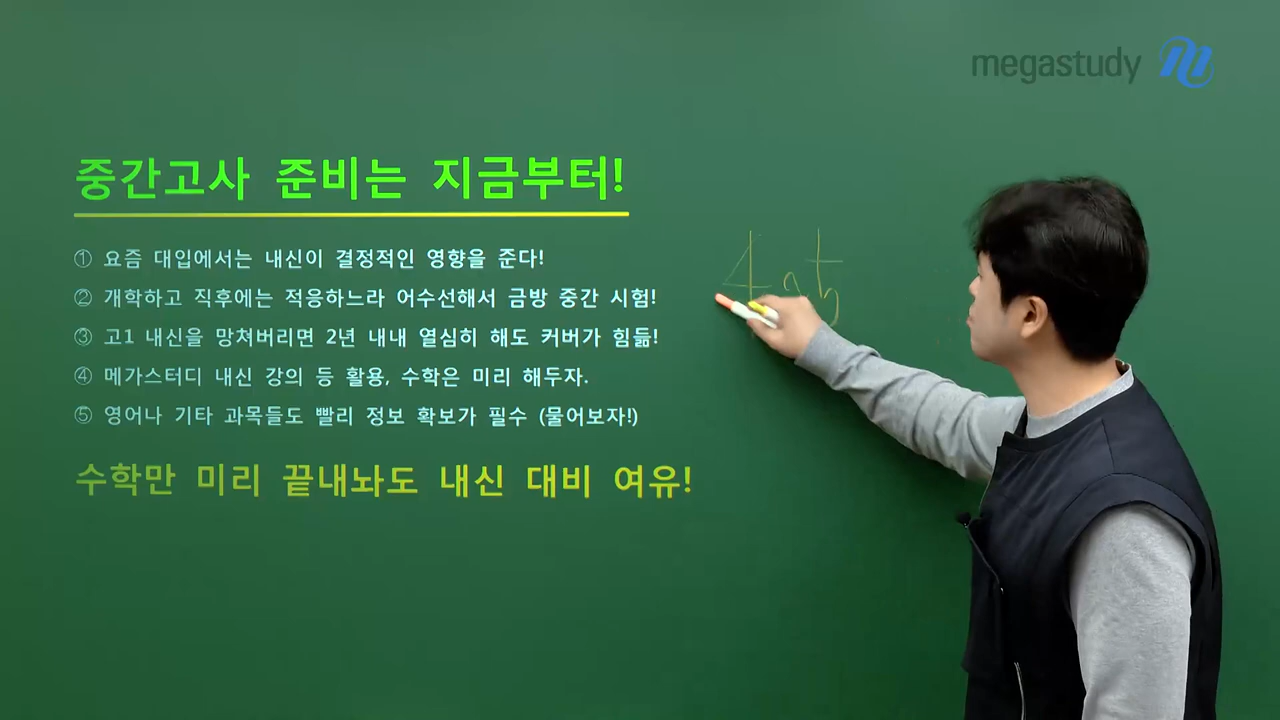 megastudy
중간고사 준비는 지금부터!
① 요즘 대입에서는 내신이 결정적인 영향을 준다!
② 개학하고 직후에는 적응하느라 어수선해서 금방 중간 시험!
③ 고1 내신을 망쳐버리면 2년 내내 열심히 해도 커버가 힘듦!
④ 메가스터디 내신 강의 등 활용, 수학은 미리 해두자.
⑤ 영어나 기타 과목들도 빨리 정보 확보가 필수 (물어보자!)
수학만 미리 끝내놔도 내신 대비 여유!